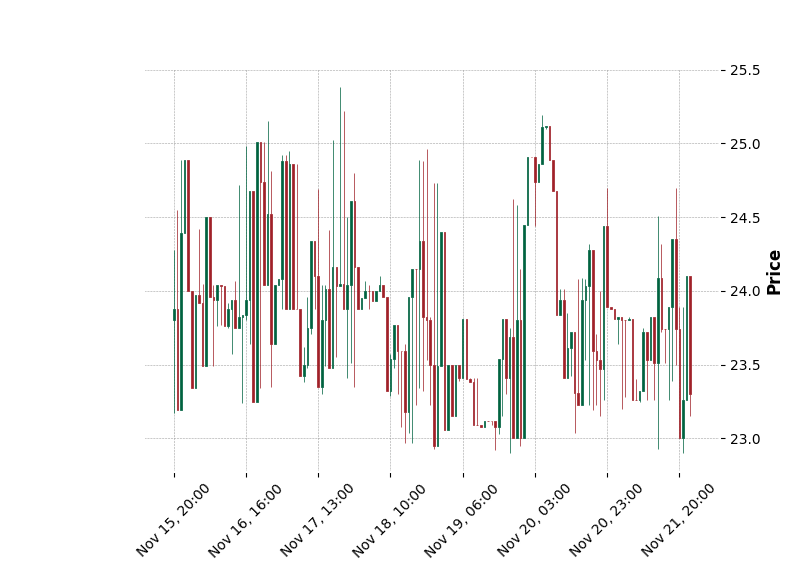 25.5
25.0
24.5
24.0
23.5
23.0
Price
Nov 15, 20:00
Nov 16, 16:00
Nov 17, 13:00
Nov 18, 10:00
Nov 19, 06:00
Nov 20, 03:00
Nov 20, 23:00
Nov 21, 20:00